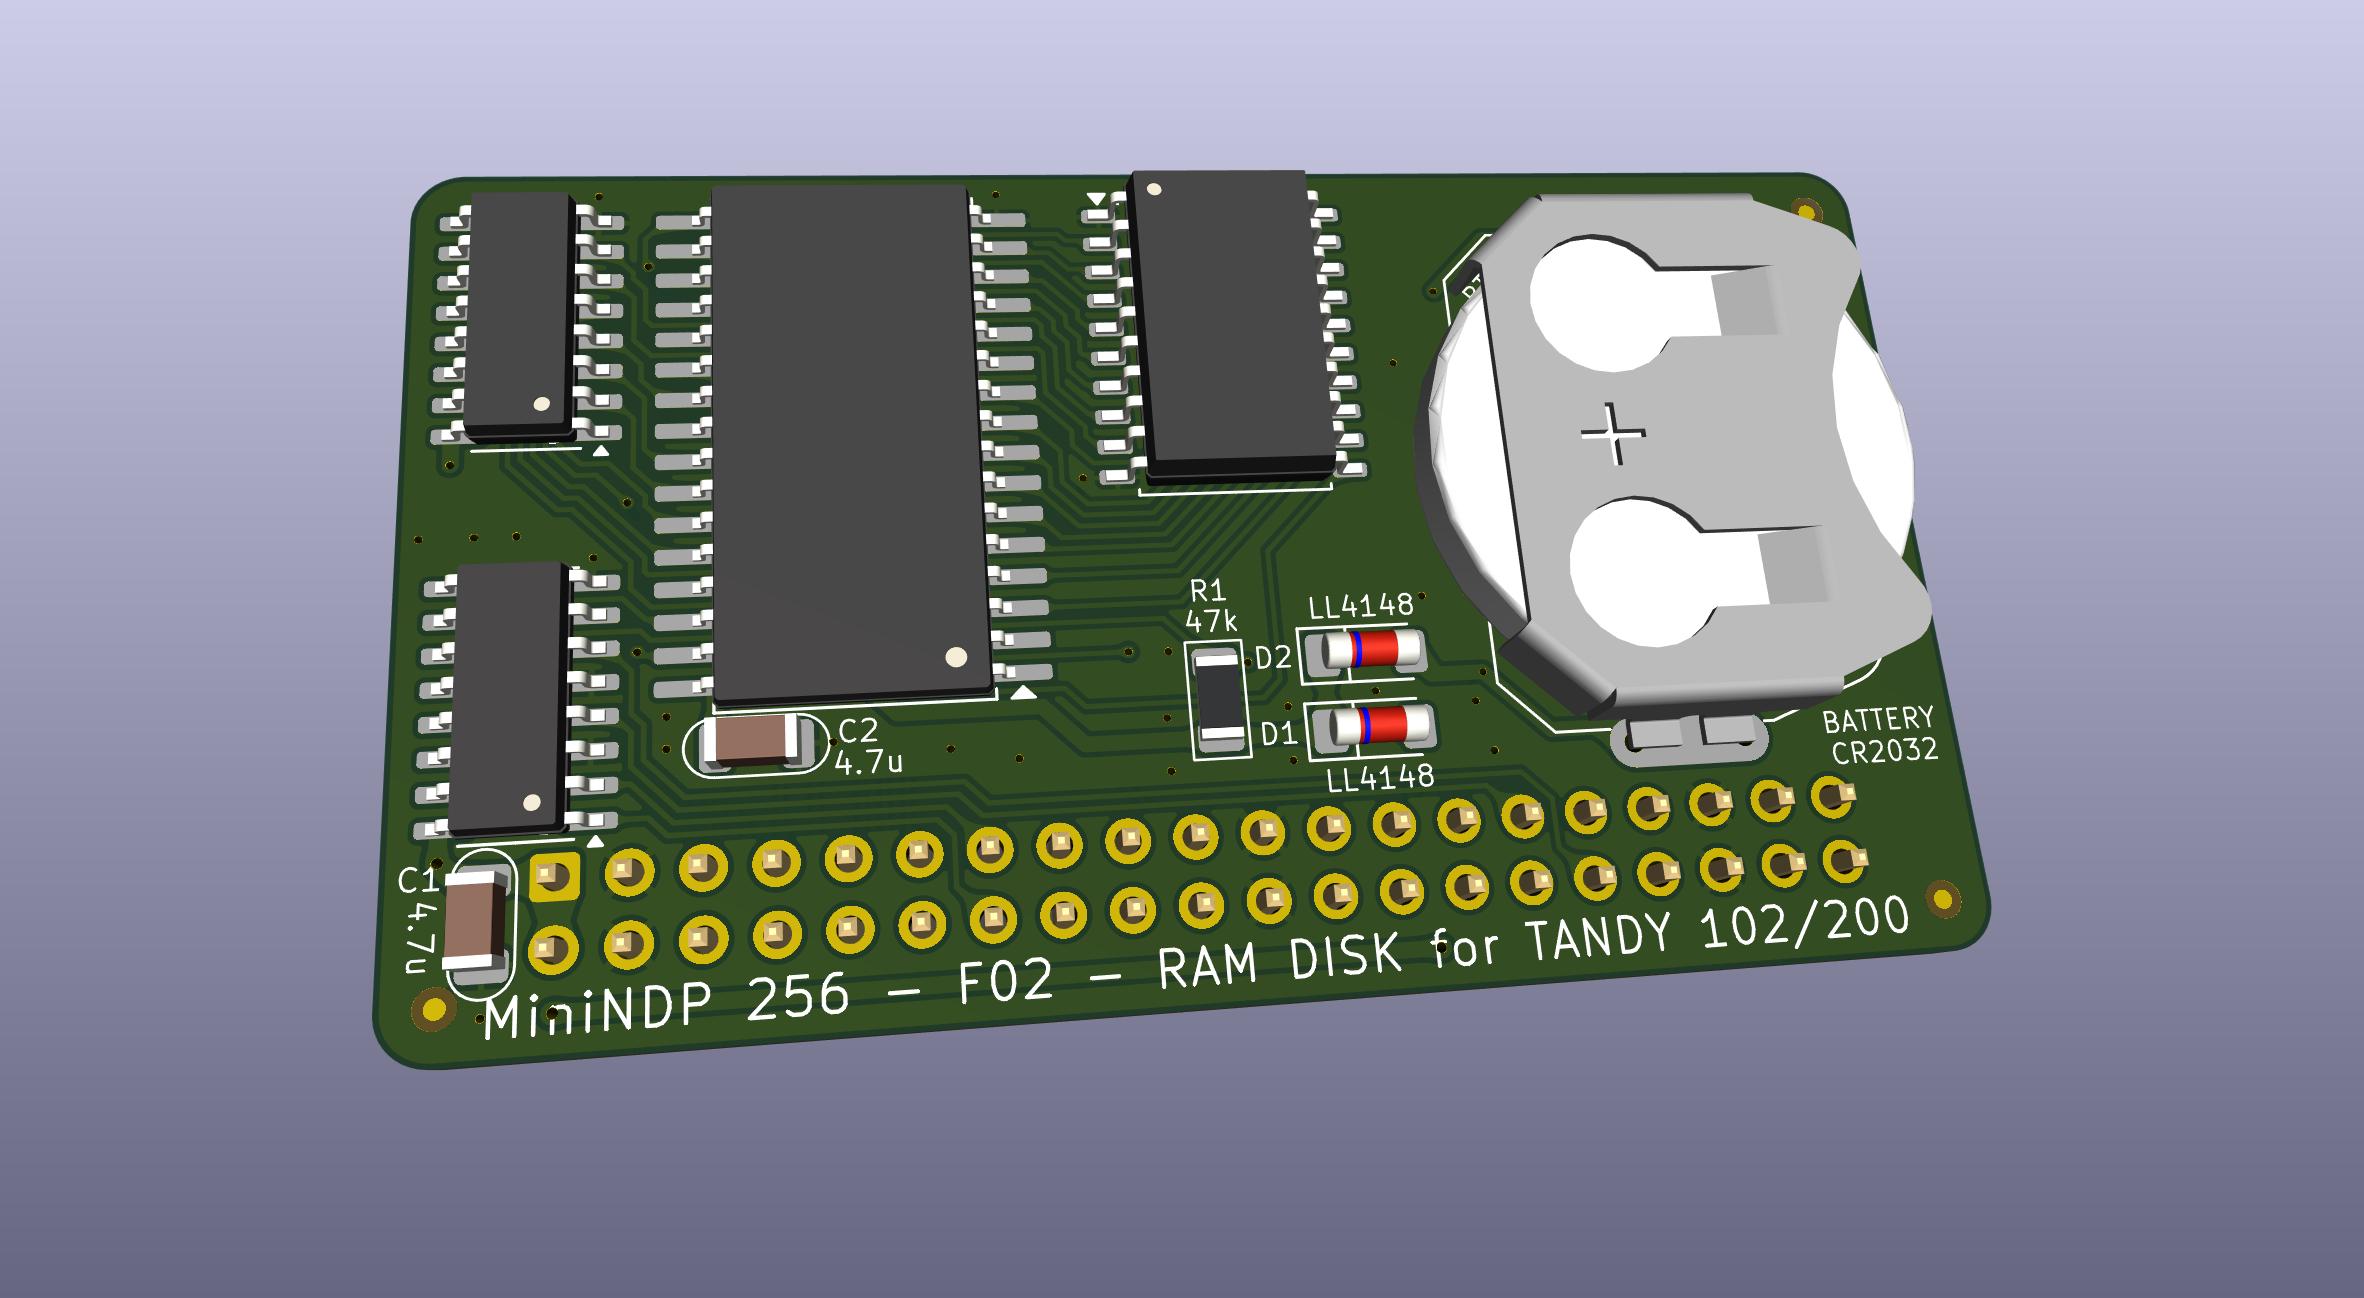 R1
47k
LL4148
D2
D1
LL4148
C2
4.7u
BATTERY
CR2032
C1
4.7u
MiniNDP 256 - F02 - RAM DISK for TANDY 102/200